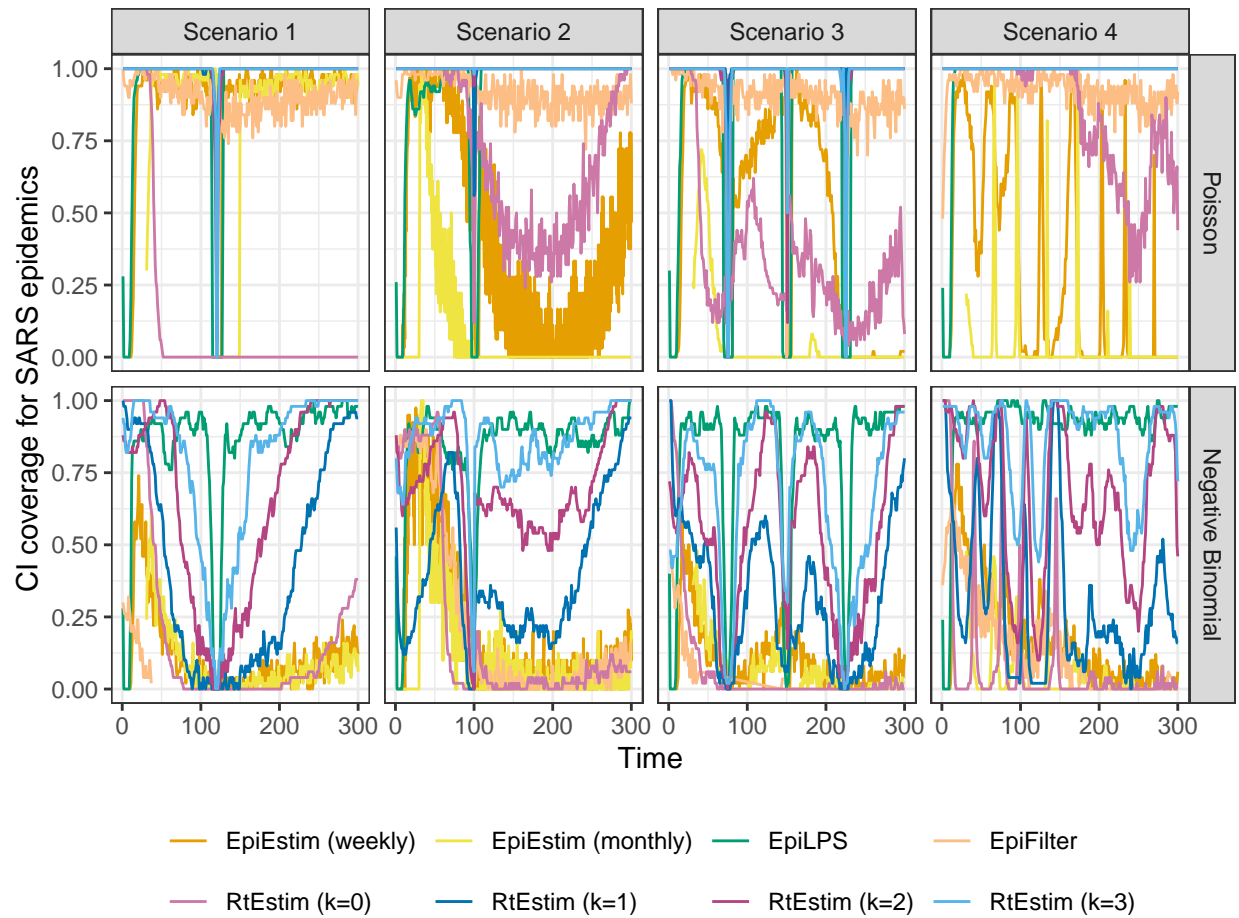 Scenario 1 Scenario 2 Scenario 3 Scenario 4
CI coverage for SARS epidemics
1.00
0.75
0.50
0.25
0.00
Poisson
1.00
0.75
0.50
0.25
0.00
Negative Binomial
0 100 200 300 0 100 200 300 0 100 200 300 0 100 200 300
Time
EpiEstim (weekly) EpiEstim (monthly) EpiLPS EpiFilter
RtEstim (k=0) RtEstim (k=1) RtEstim (k=2) RtEstim (k=3)